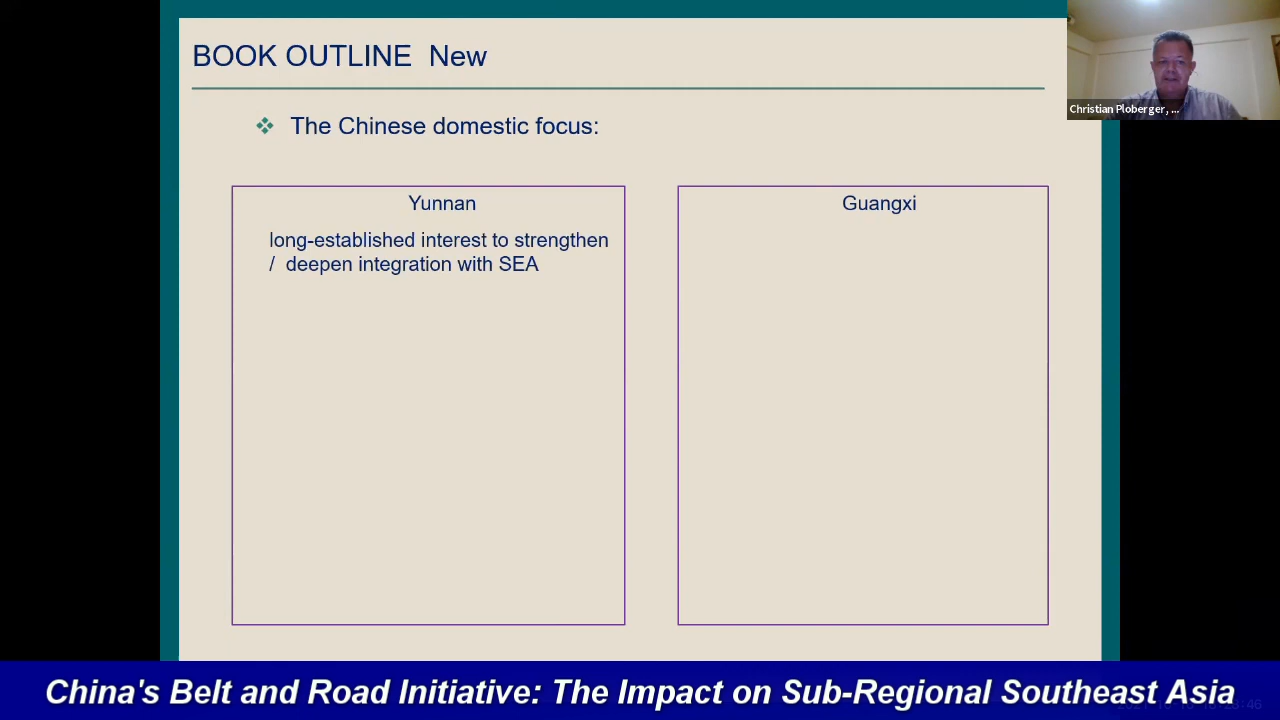 BOOK OUTLINE  New
Christian Ploberger, ...
The Chinese domestic focus:
Yunnan
long-established interest to strengthen
/  deepen integration with SEA
Guangxi
China's Belt and Road Initiative: The Impact on Sub-Regional Southeast Asia